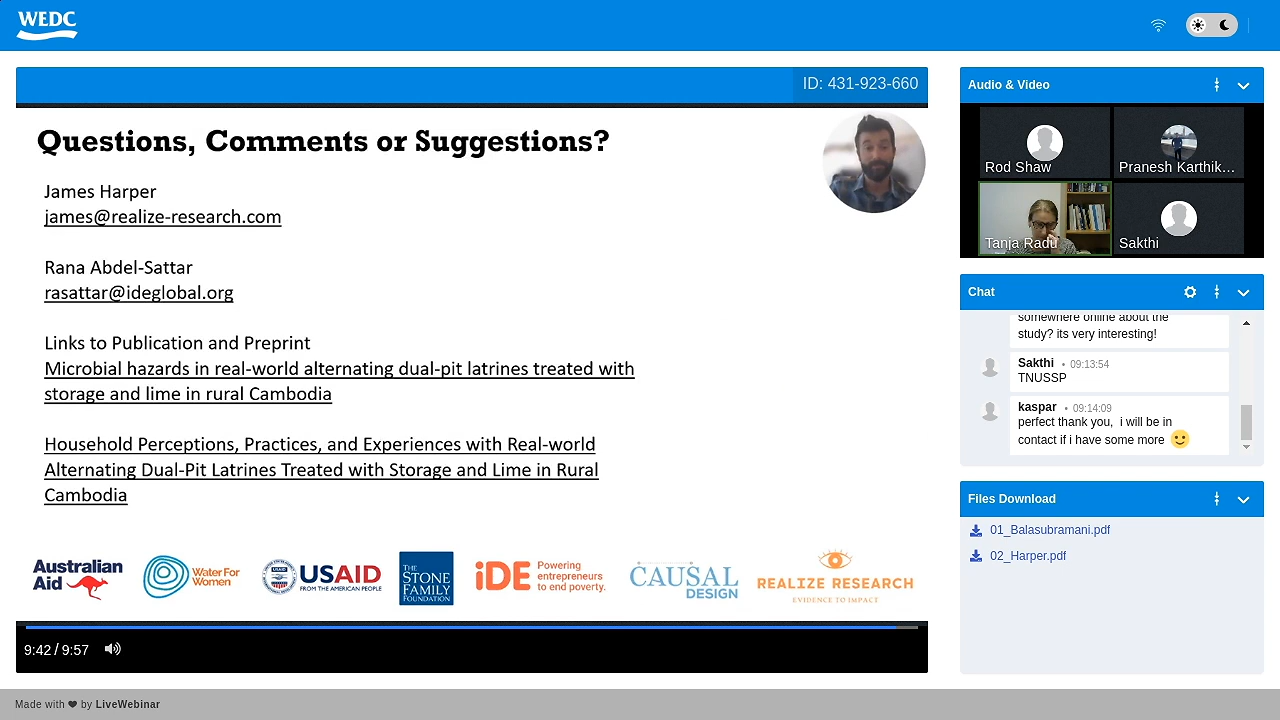 WEDC
ID: 431-923-660
Questions, Comments or Suggestions?
James Harper
james@realize-research.com
Rana Abdel-Sattar
rasattar@ideglobal.org
Links to Publication and Preprint
Microbial hazards in real-world alternating dual-pit latrines treated with
storage and lime in rural Cambodia
Household Perceptions, Practices, and Experiences with Real-world
Alternating Dual-Pit Latrines Treated with Storage and Lime in Rural
Cambodia
Australian
Aid
Water For
Women
USAID
FROM THE AMERICAN PEOPLE
THE
STONE
FAMILY
FOUNDATION
iDE
Powering
entrepreneurs
to end poverty.
CAUSAL
DESIGN
REALIZE RESEARCH
EVIDENCE TO IMPACT
9:42 / 9:57
Audio & Video
Rod Shaw
Pranesh Karthik...
Tanja Radu
Sakthi
Chat
somewhere online about the
study? its very interesting!
Sakthi • 09:13:54
TNUSSP
kaspar • 09:14:09
perfect thank you, i will be in
contact if i have some more 🙂
Files Download
01_Balasubramani.pdf
02_Harper.pdf
Made with ❤ by LiveWebinar